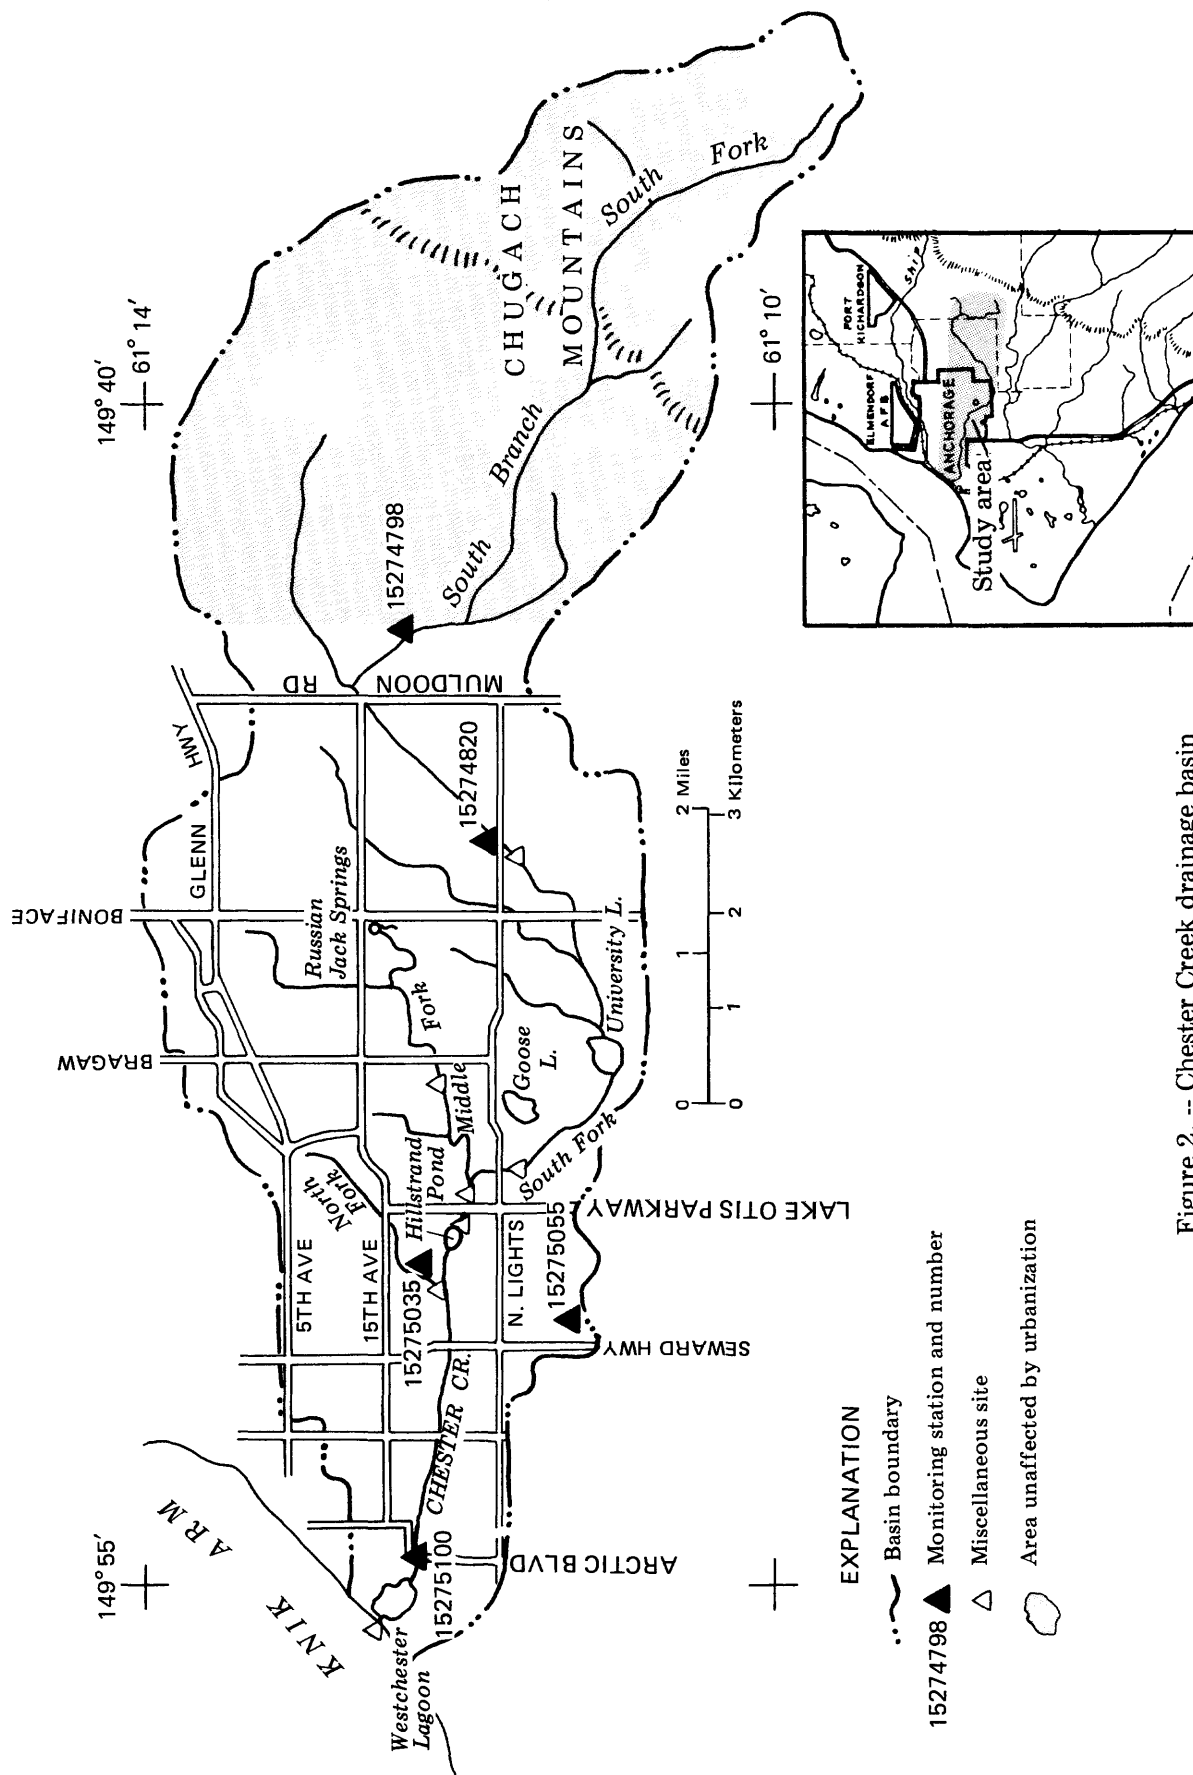 149° 55′
149° 40′
61° 14′
61° 10′
KNIK
ARM
Westchester
Lagoon
15275100
ARCTIC BLVD
CHESTER CR.
SEWARD HWY
15275035
15275055
5TH AVE
15TH AVE
N. LIGHTS
North
Fork
Hillstrand
Pond
LAKE OTIS PARKWAY
South Fork
Middle
Fork
Goose
L.
University L.
BRAGAW
BONIFACE
Russian
Jack Springs
GLENN
HWY
MULDOON
RD
15274820
15274798
South
Branch
South
Fork
CHUGACH
MOUNTAINS
0
1
2 Miles
0
1
2
3 Kilometers
ELMENDORF
A.F.B.
FORT
RICHARDSON
Ship
ANCHORAGE
Study area
EXPLANATION
Basin boundary
15274798 Monitoring station and number
Miscellaneous site
Area unaffected by urbanization
Figure 2. -- Chester Creek drainage basin